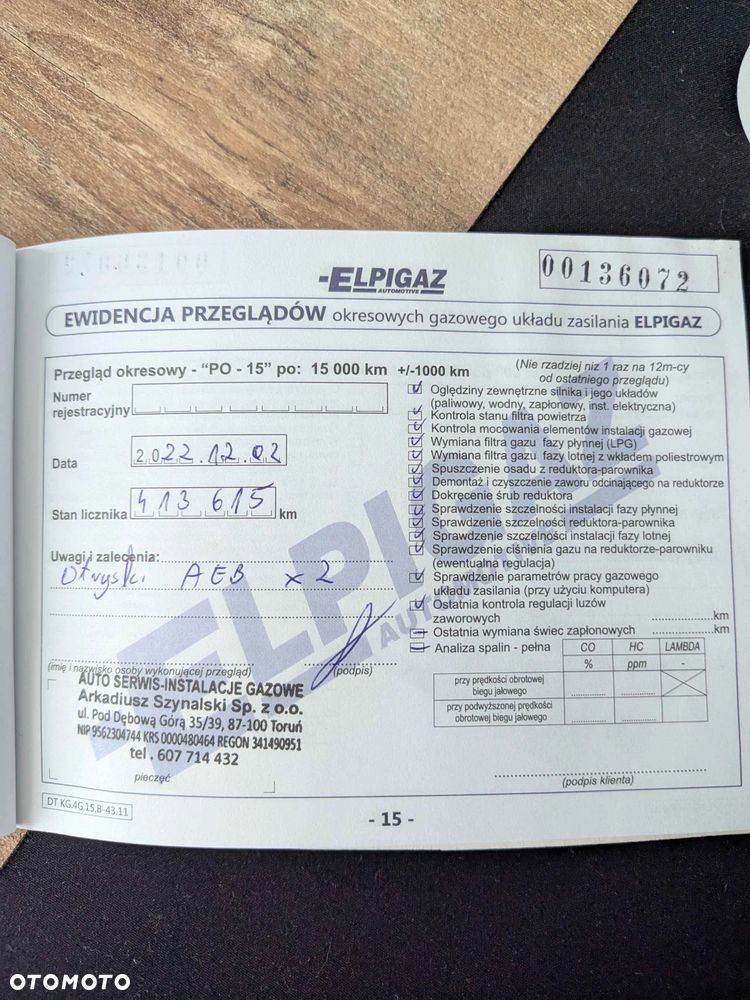 -ELPIGAZ
AUTOMOTIVE
00136072
EWIDENCJA PRZEGLĄDÓW okresowych gazowego układu zasilania ELPIGAZ
Przegląd okresowy - "PO - 15" po: 15 000 km +/-1000 km
(Nie rzadziej niż 1 raz na 12m-cy
od ostatniego przeglądu)
Numer
rejestracyjny
Data 2022.12.02
Stan licznika 413 615 km
Uwagi i zalecenia:
Wtryski AEB x2
(imię i nazwisko osoby wykonującej przegląd)
(podpis)
AUTO SERWIS-INSTALACJE GAZOWE
Arkadiusz Szynalski Sp. z o.o.
ul. Pod Dębową Górą 35/39, 87-100 Toruń
NIP 9562304744 KRS 0000480464 REGON 341490951
tel. 607 714 432
pieczęć
Oględziny zewnętrzne silnika i jego układów
(paliwowy, wodny, zapłonowy, inst. elektryczna)
Kontrola stanu filtra powietrza
Kontrola mocowania elementów instalacji gazowej
Wymiana filtra gazu fazy płynnej (LPG)
Wymiana filtra gazu fazy lotnej z wkładem poliestrowym
Spuszczenie osadu z reduktora-parownika
Demontaż i czyszczenie zaworu odcinającego na reduktorze
Dokręcenie śrub reduktora
Sprawdzenie szczelności instalacji fazy płynnej
Sprawdzenie szczelności reduktora-parownika
Sprawdzenie szczelności instalacji fazy lotnej
Sprawdzenie ciśnienia gazu na reduktorze-parowniku
(ewentualna regulacja)
Sprawdzenie parametrów pracy gazowego
układu zasilania (przy użyciu komputera)
Ostatnia kontrola regulacji luzów
zaworowych km
Ostatnia wymiana świec zapłonowych km
Analiza spalin - pełna
CO HC LAMBDA
% ppm -
przy prędkości obrotowej
biegu jałowego
przy podwyższonej prędkości
obrotowej biegu jałowego
(podpis klienta)
DT KG.4G.15.B-43.11
- 15 -
ELPIGAZ
AUTOMOTIVE
OTOMOTO